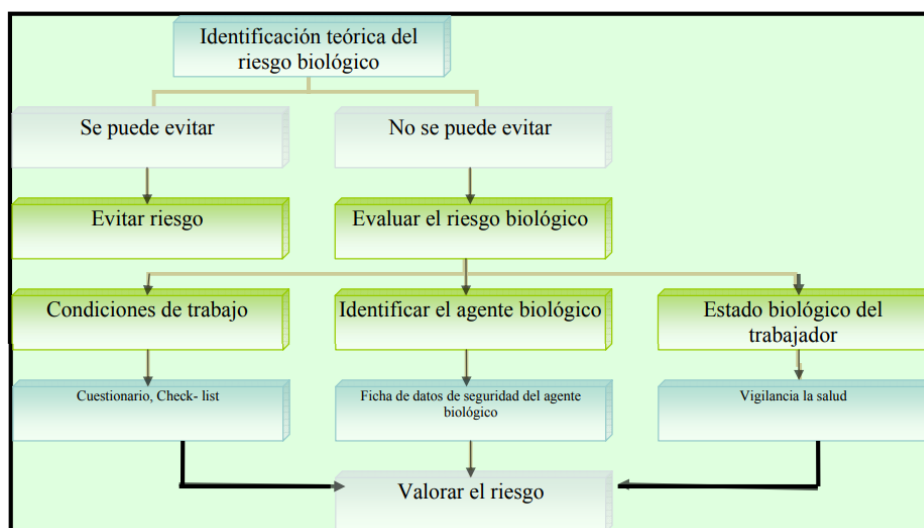 Identificación teórica del
riesgo biológico
Se puede evitar
No se puede evitar
Evitar riesgo
Evaluar el riesgo biológico
Condiciones de trabajo
Identificar el agente biológico
Estado biológico del
trabajador
Cuestionario, Check- list
Ficha de datos de seguridad del agente
biológico
Vigilancia la salud
Valorar el riesgo